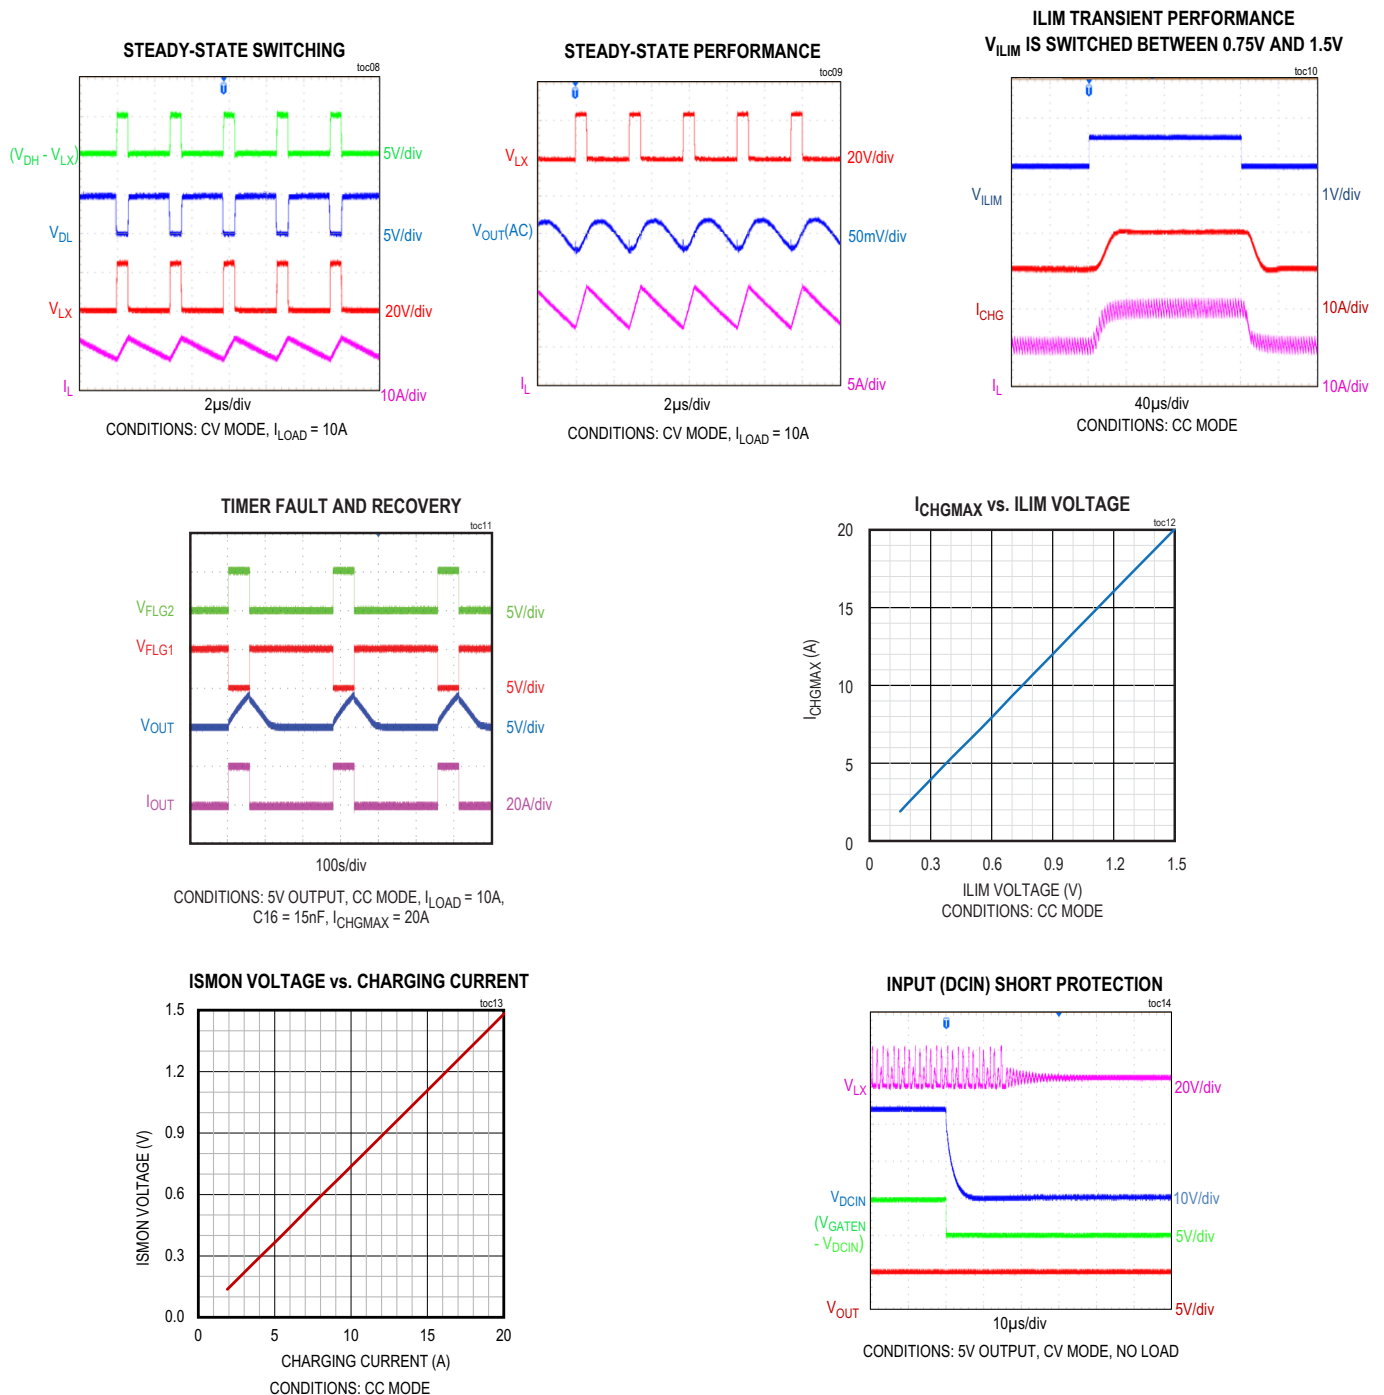 STEADY-STATE SWITCHING
toc08
(VDH - VLX)
5V/div
VDL
5V/div
VLX
20V/div
IL
10A/div
2µs/div
CONDITIONS: CV MODE, ILOAD = 10A
STEADY-STATE PERFORMANCE
toc09
VLX
20V/div
VOUT(AC)
50mV/div
IL
5A/div
2µs/div
CONDITIONS: CV MODE, ILOAD = 10A
ILIM TRANSIENT PERFORMANCE
VILIM IS SWITCHED BETWEEN 0.75V AND 1.5V
toc10
VILIM
1V/div
ICHG
10A/div
IL
10A/div
40µs/div
CONDITIONS: CC MODE
TIMER FAULT AND RECOVERY
toc11
VFLG2
5V/div
VFLG1
5V/div
VOUT
5V/div
IOUT
20A/div
100s/div
CONDITIONS: 5V OUTPUT, CC MODE, ILOAD = 10A,
C16 = 15nF, ICHGMAX = 20A
ICHGMAX vs. ILIM VOLTAGE
toc12
ICHGMAX (A)
20
15
10
5
0
0 0.3 0.6 0.9 1.2 1.5
ILIM VOLTAGE (V)
CONDITIONS: CC MODE
ISMON VOLTAGE vs. CHARGING CURRENT
toc13
ISMON VOLTAGE (V)
1.5
1.2
0.9
0.6
0.3
0.0
0 5 10 15 20
CHARGING CURRENT (A)
CONDITIONS: CC MODE
INPUT (DCIN) SHORT PROTECTION
toc14
VLX
20V/div
VDCIN
10V/div
(VGATEN
- VDCIN)
5V/div
VOUT
5V/div
10µs/div
CONDITIONS: 5V OUTPUT, CV MODE, NO LOAD